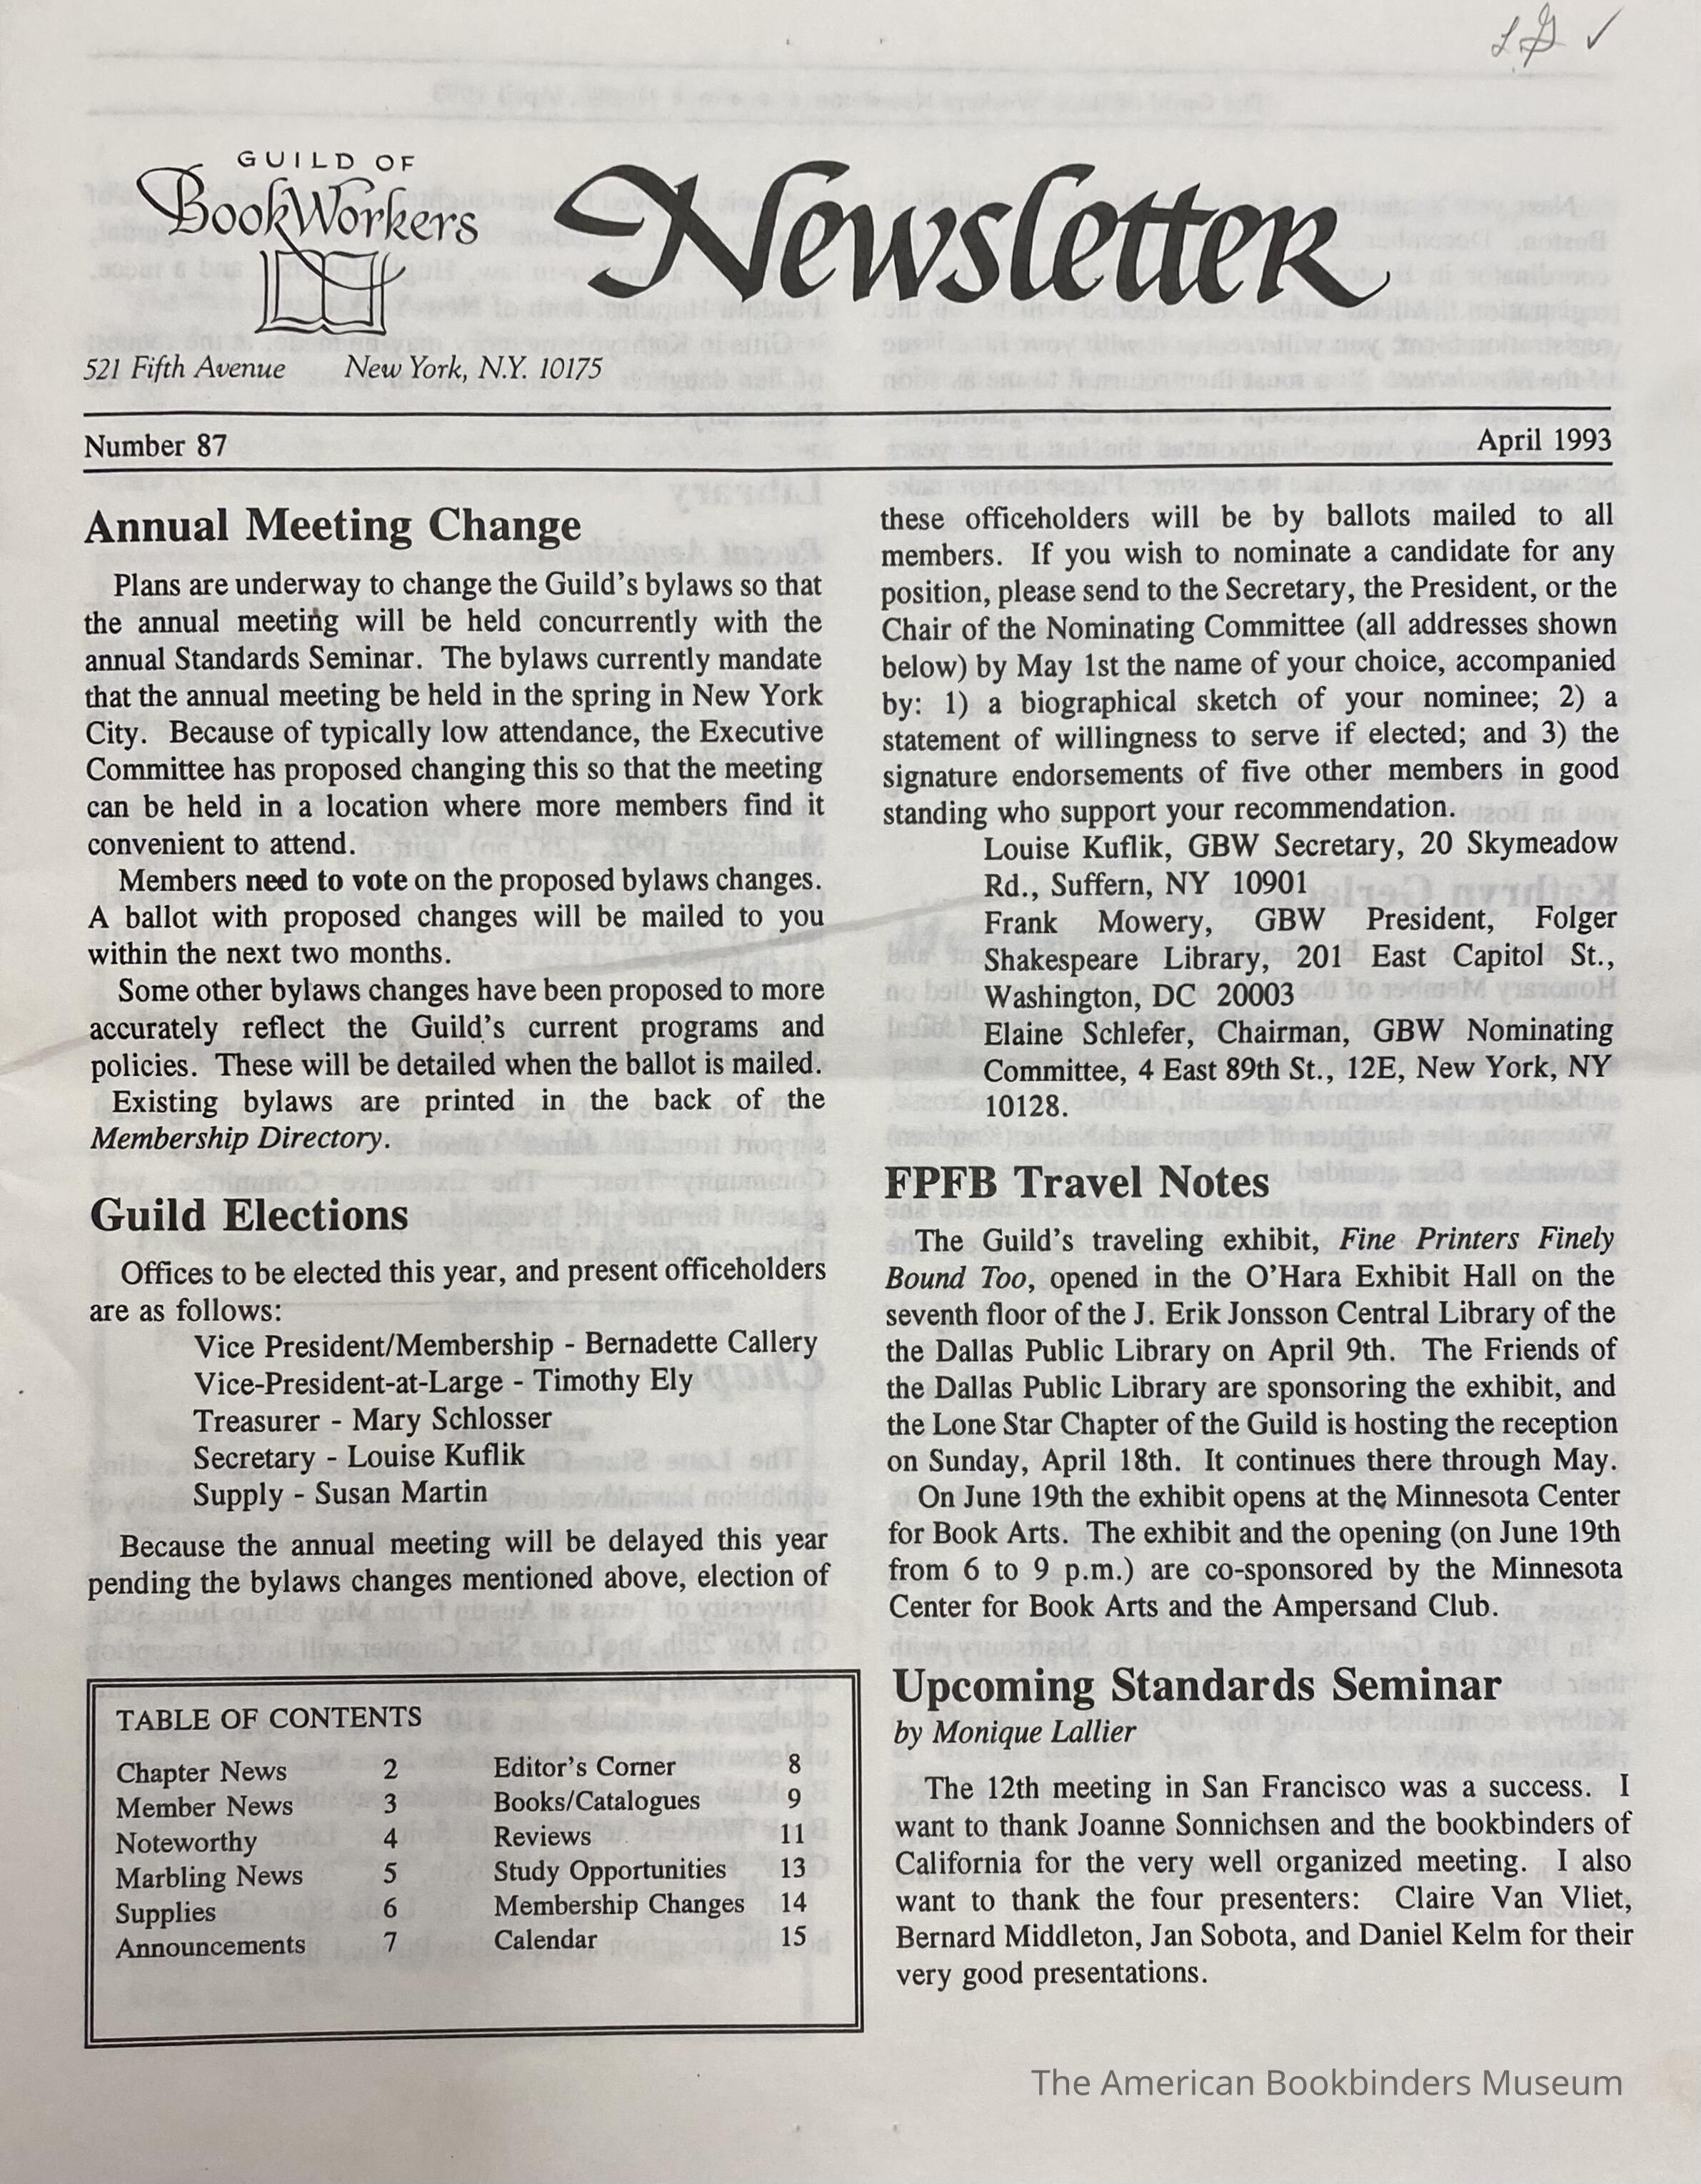 GUILD OF
BookWorkers
Newsletter
521 Fifth Avenue New York, N.Y. 10175
Number 87 April 1993
Annual Meeting Change
Plans are underway to change the Guild's bylaws so that
the annual meeting will be held concurrently with the
annual Standards Seminar. The bylaws currently mandate
that the annual meeting be held in the spring in New York
City. Because of typically low attendance, the Executive
Committee has proposed changing this so that the meeting
can be held in a location where more members find it
convenient to attend.
Members need to vote on the proposed bylaws changes.
A ballot with proposed changes will be mailed to you
within the next two months.
Some other bylaws changes have been proposed to more
accurately reflect the Guild's current programs and
policies. These will be detailed when the ballot is mailed.
Existing bylaws are printed in the back of the
Membership Directory.
Guild Elections
Offices to be elected this year, and present officeholders
are as follows:
Vice President/Membership - Bernadette Callery
Vice-President-at-Large - Timothy Ely
Treasurer - Mary Schlosser
Secretary - Louise Kuflik
Supply - Susan Martin
Because the annual meeting will be delayed this year
pending the bylaws changes mentioned above, election of
these officeholders will be by ballots mailed to all
members. If you wish to nominate a candidate for any
position, please send to the Secretary, the President, or the
Chair of the Nominating Committee (all addresses shown
below) by May 1st the name of your choice, accompanied
by: 1) a biographical sketch of your nominee; 2) a
statement of willingness to serve if elected; and 3) the
signature endorsements of five other members in good
standing who support your recommendation.
Louise Kuflik, GBW Secretary, 20 Skymeadow
Rd., Suffern, NY 10901
Frank Mowery, GBW President, Folger
Shakespeare Library, 201 East Capitol St.,
Washington, DC 20003
Elaine Schlefer, Chairman, GBW Nominating
Committee, 4 East 89th St., 12E, New York, NY
10128.
FPFB Travel Notes
The Guild's traveling exhibit, Fine Printers Finely
Bound Too, opened in the O'Hara Exhibit Hall on the
seventh floor of the J. Erik Jonsson Central Library of the
the Dallas Public Library on April 9th. The Friends of
the Dallas Public Library are sponsoring the exhibit, and
the Lone Star Chapter of the Guild is hosting the reception
on Sunday, April 18th. It continues there through May.
On June 19th the exhibit opens at the Minnesota Center
for Book Arts. The exhibit and the opening (on June 19th
from 6 to 9 p.m.) are co-sponsored by the Minnesota
Center for Book Arts and the Ampersand Club.
Upcoming Standards Seminar
by Monique Lallier
The 12th meeting in San Francisco was a success. I
want to thank Joanne Sonnichsen and the bookbinders of
California for the very well organized meeting. I also
want to thank the four presenters: Claire Van Vliet,
Bernard Middleton, Jan Sobota, and Daniel Kelm for their
very good presentations.
TABLE OF CONTENTS
Chapter News 2
Member News 3
Noteworthy 4
Marbling News 5
Supplies 6
Announcements 7
Editor's Corner 8
Books/Catalogues 9
Reviews 11
Study Opportunities 13
Membership Changes 14
Calendar 15
The American Bookbinders Museum